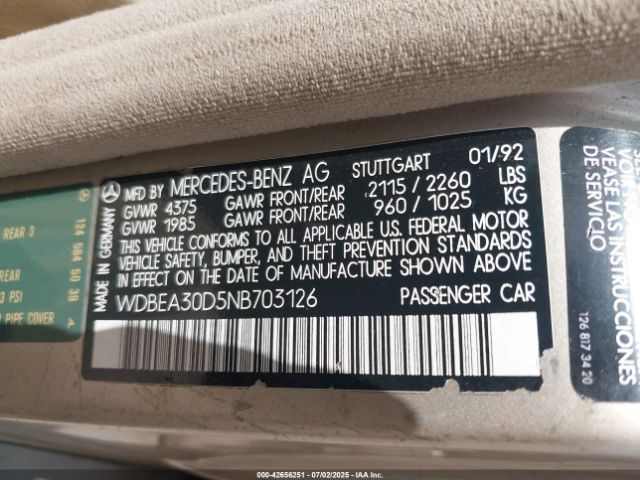 MFD BY MERCEDES-BENZ AG STUTTGART 01/92
GVWR 4375 GAWR FRONT/REAR 2115 / 2260 LBS
GVWR 1985 GAWR FRONT/REAR 960 / 1025 KG
THIS VEHICLE CONFORMS TO ALL APPLICABLE U.S. FEDERAL MOTOR
VEHICLE SAFETY, BUMPER, AND THEFT PREVENTION STANDARDS
IN EFFECT ON THE DATE OF MANUFACTURE SHOWN ABOVE
WDBEA30D5NB703126 PASSENGER CAR
MADE IN GERMANY
REAR 3
REAR
3 PSI
PIPE COVER
124 584 50 39
VEASE LAS
DE SERVICIO
INSTRUCCIONES
126 817 34 20
000-42656251 - 07/02/2025 - IAA Inc.